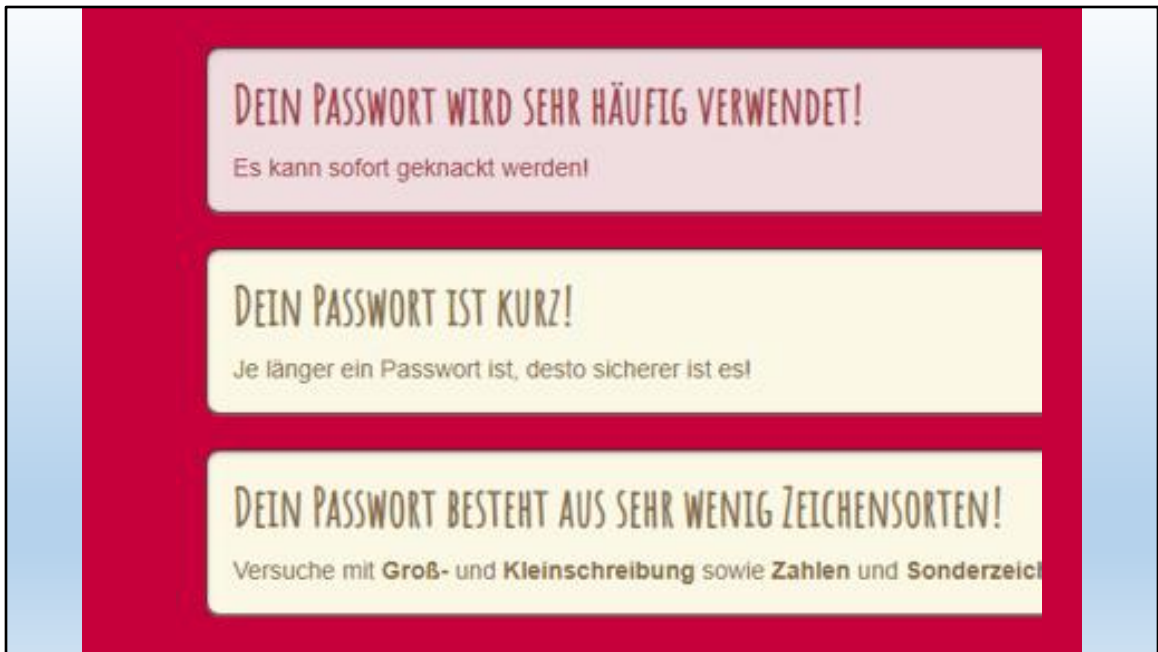 Dein Passwort wird sehr häufig verwendet!
Es kann sofort geknackt werden!
Dein Passwort ist kurz!
Je länger ein Passwort ist, desto sicherer ist es!
Dein Passwort besteht aus sehr wenig Zeichensorten!
Versuche mit Groß- und Kleinschreibung sowie Zahlen und